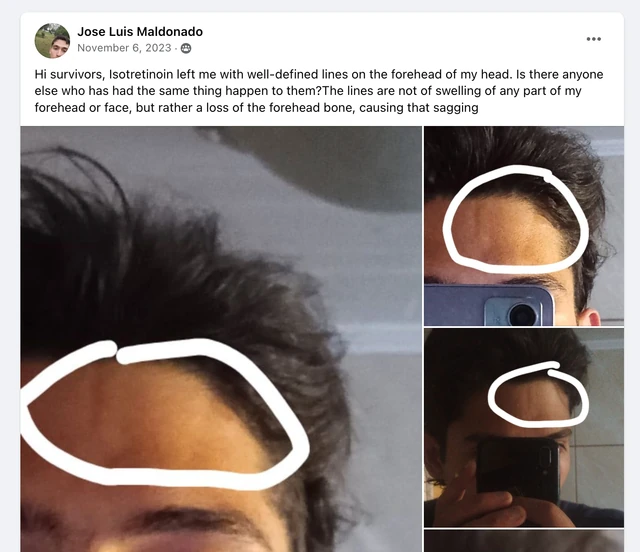 Jose Luis Maldonado
November 6, 2023 ·
Hi survivors, Isotretinoin left me with well-defined lines on the forehead of my head. Is there anyone
else who has had the same thing happen to them?The lines are not of swelling of any part of my
forehead or face, but rather a loss of the forehead bone, causing that sagging